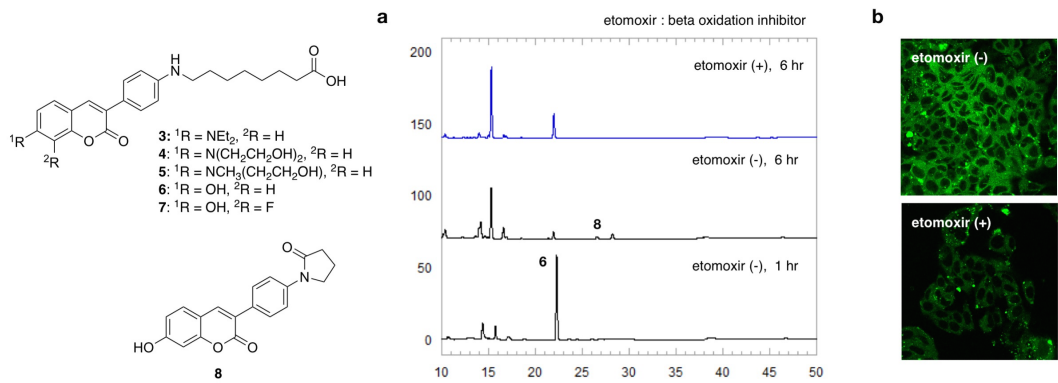 H
N
O
OH
¹R
O
O
²R
3: ¹R = NEt₂, ²R = H
4: ¹R = N(CH₂CH₂OH)₂, ²R = H
5: ¹R = NCH₃(CH₂CH₂OH), ²R = H
6: ¹R = OH, ²R = H
7: ¹R = OH, ²R = F
O
N
HO
O
O
8
a
etomoxir : beta oxidation inhibitor
200
etomoxir (+), 6 hr
150
etomoxir (-), 6 hr
100
8
50
6
etomoxir (-), 1 hr
0
10 15 20 25 30 35 40 45 50
b
etomoxir (-)
etomoxir (+)